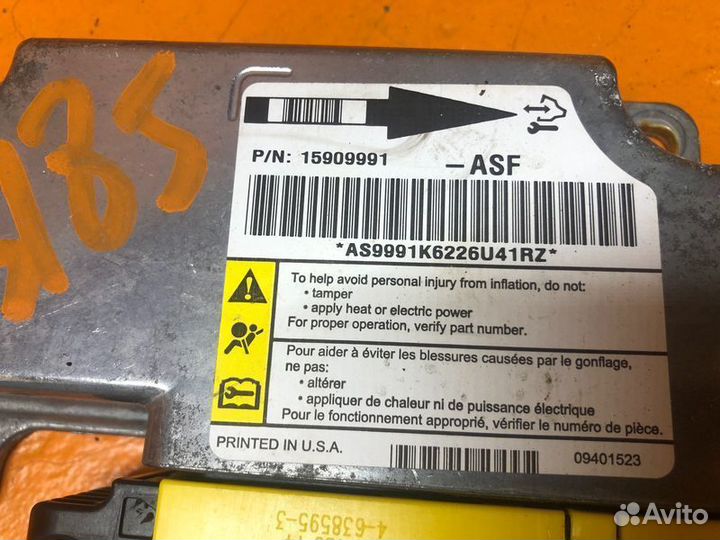 K85
P/N: 15909991 -ASF
*AS9991K6226U41RZ*
To help avoid personal injury from inflation, do not:
• tamper
• apply heat or electric power
For proper operation, verify part number.
Pour aider à éviter les blessures causées par le gonflage,
ne pas:
• altérer
• appliquer de chaleur ni de puissance électrique
Pour le fonctionnement approprié, vérifier le numéro de pièce.
PRINTED IN U.S.A.
09401523
4-638595-3
Avito